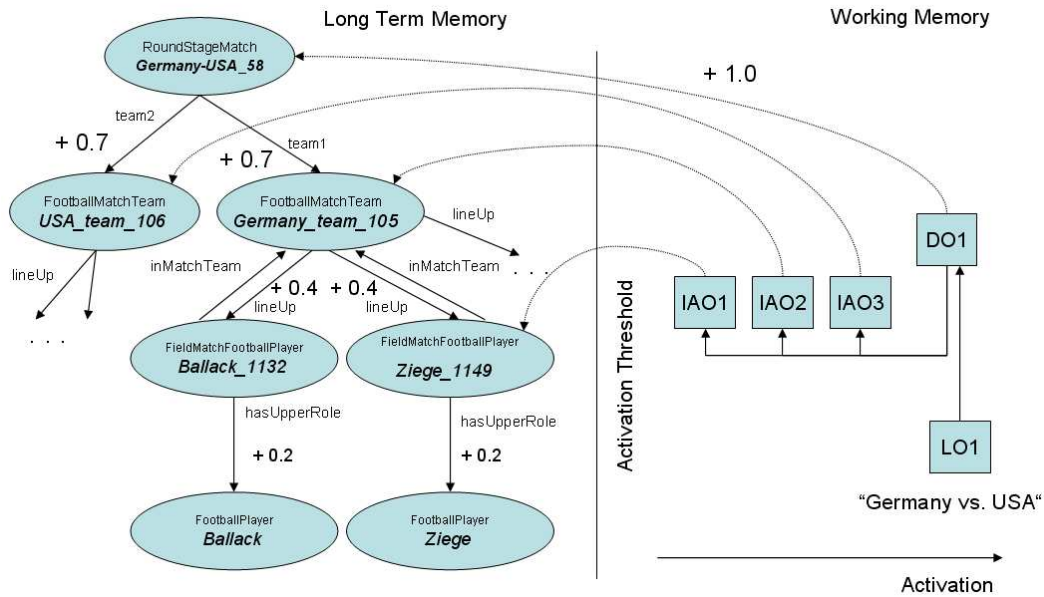 Long Term Memory
Working Memory
RoundStageMatch
Germany-USA_58
+ 1.0
team2
+ 0.7
team1
+ 0.7
FootballMatchTeam
USA_team_106
FootballMatchTeam
Germany_team_105
lineUp
. . .
lineUp
. . .
inMatchTeam
inMatchTeam
+ 0.4
+ 0.4
lineUp
lineUp
DO1
IAO1
IAO2
IAO3
Activation Threshold
FieldMatchFootballPlayer
Ballack_1132
FieldMatchFootballPlayer
Ziege_1149
hasUpperRole
hasUpperRole
+ 0.2
+ 0.2
LO1
"Germany vs. USA"
FootballPlayer
Ballack
FootballPlayer
Ziege
Activation